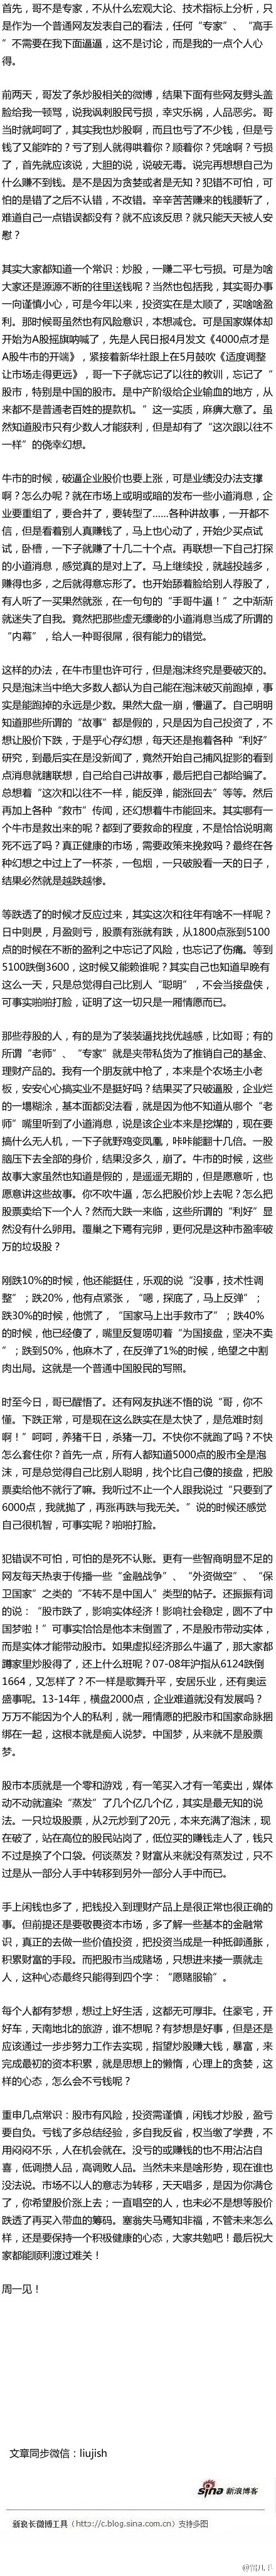 首先，哥不是专家，不从什么宏观大论、技术指标上分析，只
是作为一个普通网友发表自己的看法，任何“专家”、“高手
”不需要在我下面逼逼，这不是讨论，而是我的一点个人心
得。
前两天，哥发了条炒股相关的微博，结果下面有些网友劈头盖
脸给我一顿骂，说我讽刺股民亏损，幸灾乐祸，人品恶劣。哥
当时就呵呵了，其实我也炒股啊，而且也亏了不少钱，但是亏
钱了又能咋的？亏了别人就得哄着你？顺着你？凭啥啊？亏损
了，首先就应该说，大胆的说，说破无毒。说完再想想自己为
什么赚不到钱。是不是因为贪婪或者是无知？犯错不可怕，可
怕的是错了之后不认错，不改错。辛辛苦苦赚来的钱腰斩了，
难道自己一点错误都没有？就不应该反思？就只能天天被人安
慰？
其实大家都知道一个常识：炒股，一赚二平七亏损。可是为啥
大家还是源源不断的往里送钱呢？当然也包括我，其实哥办事
一向谨慎小心，可是今年以来，投资实在是太顺了，买啥啥盈
利。那时候哥虽然也有风险意识，本想减仓。可是国家媒体却
开始为A股摇旗呐喊了，先是人民日报4月发文《4000点才是
A股牛市的开端》，紧接着新华社跟上在5月鼓吹《适度调整
让市场走得更远》，哥一下子就忘记了以往的教训，忘记了“
股市，特别是中国的股市。是中产阶级给企业输血的地方，从
来都不是普通老百姓的提款机。”这一实质，麻痹大意了。虽
然知道股市只有少数人才能获利，但是却有了“这次跟以往不
一样”的侥幸幻想。
牛市的时候，破逼企业股价也要上涨，可是业绩没办法支撑
啊？怎么办呢？就在市场上或明或暗的发布一些小道消息，企
业要重组了，要合并了，要转型了……各种讲故事，一开都不
信，但是看着别人真赚钱了，马上也心动了，开始少买点试
试，卧槽，一下子就赚了十几二十个点。再联想一下自己打探
的小道消息，感觉真的是对上了。马上继续投，就越投越多，
赚得也多，之后就得意忘形了。也开始舔着脸给别人荐股了，
有人听了一买果然就涨，在一句句的“手哥牛逼！”之中渐渐
就迷失了自我。竟然把那些虚无缥缈的小道消息当成了所谓的
“内幕”，给人一种哥很屌，很有能力的错觉。
这样的办法，在牛市里也许可行，但是泡沫终究是要破灭的。
只是泡沫当中绝大多数人都认为自己能在泡沫破灭前跑掉，事
实是能跑掉的永远是少数。果然大盘一崩，懵逼了。自己明明
知道那些所谓的“故事”都是假的，只是因为自己投资了，不
想让股价下跌，于是乎心存幻想，每天还是抱着各种“利好”
研究，到最后实在是没新闻了，竟然开始自己捕风捉影的看到
点消息就瞎联想，自己给自己讲故事，最后把自己都给骗了。
总想着“这次和以往不一样，能反弹，能涨回去”等等。然后
再加上各种“救市”传闻，还幻想着牛市能回来。其实哪有一
个牛市是救出来的呢？都到了要救命的程度，不是恰恰说明离
死不远了吗？真正健康的市场，需要政策来挽救吗？最终在各
种幻想之中过上了一杯茶，一包烟，一只破股看一天的日子，
结果必然就是越跌越惨。
等跌透了的时候才反应过来，其实这次和往年有啥不一样呢？
日中则昃，月盈则亏，股票有涨就有跌，从1800点涨到5100
点的时候在不断的盈利之中忘记了风险，也忘记了伤痛。等到
5100跌倒3600，这时候又能赖谁呢？其实自己也知道早晚有
这么一天，只是总觉得自己比别人“聪明”，不会当接盘侠，
可事实啪啪打脸，证明了这一切只是一厢情愿而已。
那些荐股的人，有的是为了装装逼找找优越感，比如哥；有的
所谓“老师”、“专家”就是夹带私货为了推销自己的基金、
理财产品的。我有一个朋友就中枪了，本来是个农场主小老
板，安安心心搞实业不是挺好吗？结果买了只破逼股，企业烂
的一塌糊涂，基本面都没法看，就是因为他不知道从哪个“老
师”嘴里听到了小道消息，说是该企业本来是挖煤的，现在要
搞什么无人机，一下子就野鸡变凤凰，咔咔能翻十几倍。一股
脑压下去全部的身价，结果没多久，崩了。牛市的时候，这些
故事大家虽然也知道是假的，是遥遥无期的，但是愿意听，也
愿意讲这些故事。你不吹牛逼，怎么把股价炒上去呢？怎么把
股票卖给下一个人？然而大跌一来临，这些所谓的“利好”显
然没有什么卵用。覆巢之下焉有完卵，更何况是这种市盈率破
万的垃圾股？
刚跌10%的时候，他还能挺住，乐观的说“没事，技术性调
整”；跌20%，他有点紧张，“嗯，探底了，马上反弹”；
跌30%的时候，他慌了，“国家马上出手救市了”；跌40%
的时候，他已经傻了，嘴里反复唠叨着“为国接盘，坚决不卖
”；跌到50%，他麻木了，在反弹了1%的时候，绝望之中割
肉出局。这就是一个普通中国股民的写照。
时至今日，哥已醒悟了。还有网友执迷不悟的说“哥，你不
懂。下跌正常，可是现在这么跌实在是太快了，是危难时刻
啊！”呵呵，养猪千日，杀猪一刀。不快你不就跑了吗？不快
怎么套住你？首先一点，所有人都知道5000点的股市全是泡
沫，可是总觉得自己比别人聪明，找个比自己傻的接盘，把股
票卖给他不就行了嘛。我听过不止一个人跟我说过“只要到了
6000点，我就抛了，再涨再跌与我无关。”说的时候还感觉
自己很机智，可事实呢？啪啪打脸。
犯错误不可怕，可怕的是死不认账。更有一些智商明显不足的
网友每天热衷于传播一些“金融战争”、“外资做空”、“保
卫国家”之类的“不转不是中国人”类型的帖子。还振振有词
的说：“股市跌了，影响实体经济！影响社会稳定，圆不了中
国梦啦！”可事实恰恰是他本末倒置了，不是股市带动实体，
而是实体才能带动股市。如果虚拟经济那么牛逼了，那大家都
蹲家里炒股得了，还上什么班呢？07-08年沪指从6124跌倒
1664，又怎样了？不一样是歌舞升平，安居乐业，还有奥运
盛事呢。13-14年，横盘2000点，企业难道就没有发展吗？
万万不能因为个人的私利，就一厢情愿的把股市和国家命脉捆
绑在一起，这根本就是痴人说梦。中国梦，从来就不是股票
梦。
股市本质就是一个零和游戏，有一笔买入才有一笔卖出，媒体
动不动就渲染“蒸发”了几个亿几个亿，其实是最无知的说
法。一只垃圾股票，从2元炒到了20元，本来充满了泡沫，现
在破了，站在高位的股民站岗了，低位买的赚钱走人了，钱只
不过是换了个口袋。何谈蒸发？财富从来就没有蒸发过，只不
过是从一部分人手中转移到另外一部分人手中而已。
手上闲钱也多了，把钱投入到理财产品上是很正常也很正确的
事。但前提还是要敬畏资本市场，多了解一些基本的金融常
识，真正的去做一些价值投资，把投资当成是一种抵御通胀，
积累财富的手段。而把股市当成赌场，只想进来搂一票就走
人，这种心态最终只能得到四个字：“愿赌服输”。
每个人都有梦想，想过上好生活，这都无可厚非。住豪宅，开
好车，天南地北的旅游，谁不想呢？有梦想是好事，但是还是
应该通过一步步努力工作去实现，指望炒股赚大钱，暴富，来
完成最初的资本积累，就是思想上的懒惰，心理上的贪婪，这
样的心态，怎么会不亏钱呢？
重申几点常识：股市有风险，投资需谨慎，闲钱才炒股，盈亏
要自负。亏钱了多总结经验，多自我反省，权当缴了学费，不
用闷闷不乐，人在机会就在。没亏的或赚钱的也不用沾沾自
喜，低调攒人品，高调败人品。当然未来是啥形势，现在谁也
没法说。市场不以人的意志为转移，天天唱多，是因为你满仓
了，你希望股价涨上去；一直唱空的人，也未必不是想等股价
跌透了再买入带血的筹码。塞翁失马焉知非福，不管未来怎么
样，还是要保持一个积极健康的心态，大家共勉吧！最后祝大
家都能顺利渡过难关！
周一见！
文章同步微信：liujish
sina 新浪博客
新浪长微博工具（http://c.blog.sina.com.cn）支持多图